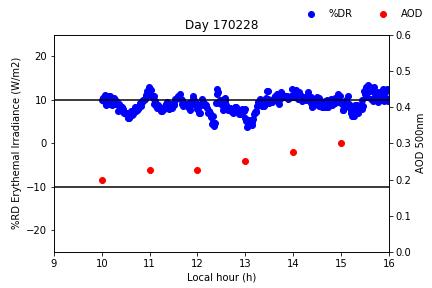 %DR AOD
Day 170228
%RD Erythermal Irradiance (W/m2)
20
10
0
−10
−20
0.6
0.5
0.4
0.3
0.2
0.1
0.0
AOD 500nm
9 10 11 12 13 14 15 16
Local hour (h)